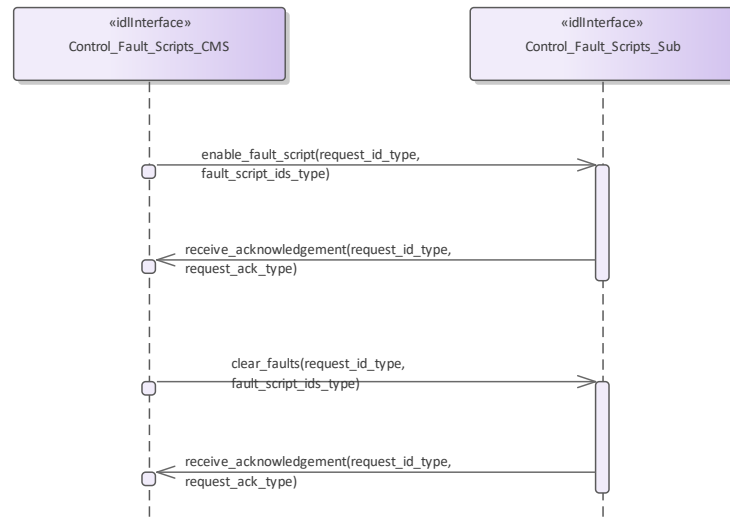 «idlInterface»
Control_Fault_Scripts_CMS
«idlInterface»
Control_Fault_Scripts_Sub
enable_fault_script(request_id_type,
fault_script_ids_type)
receive_acknowledgement(request_id_type,
request_ack_type)
clear_faults(request_id_type,
fault_script_ids_type)
receive_acknowledgement(request_id_type,
request_ack_type)